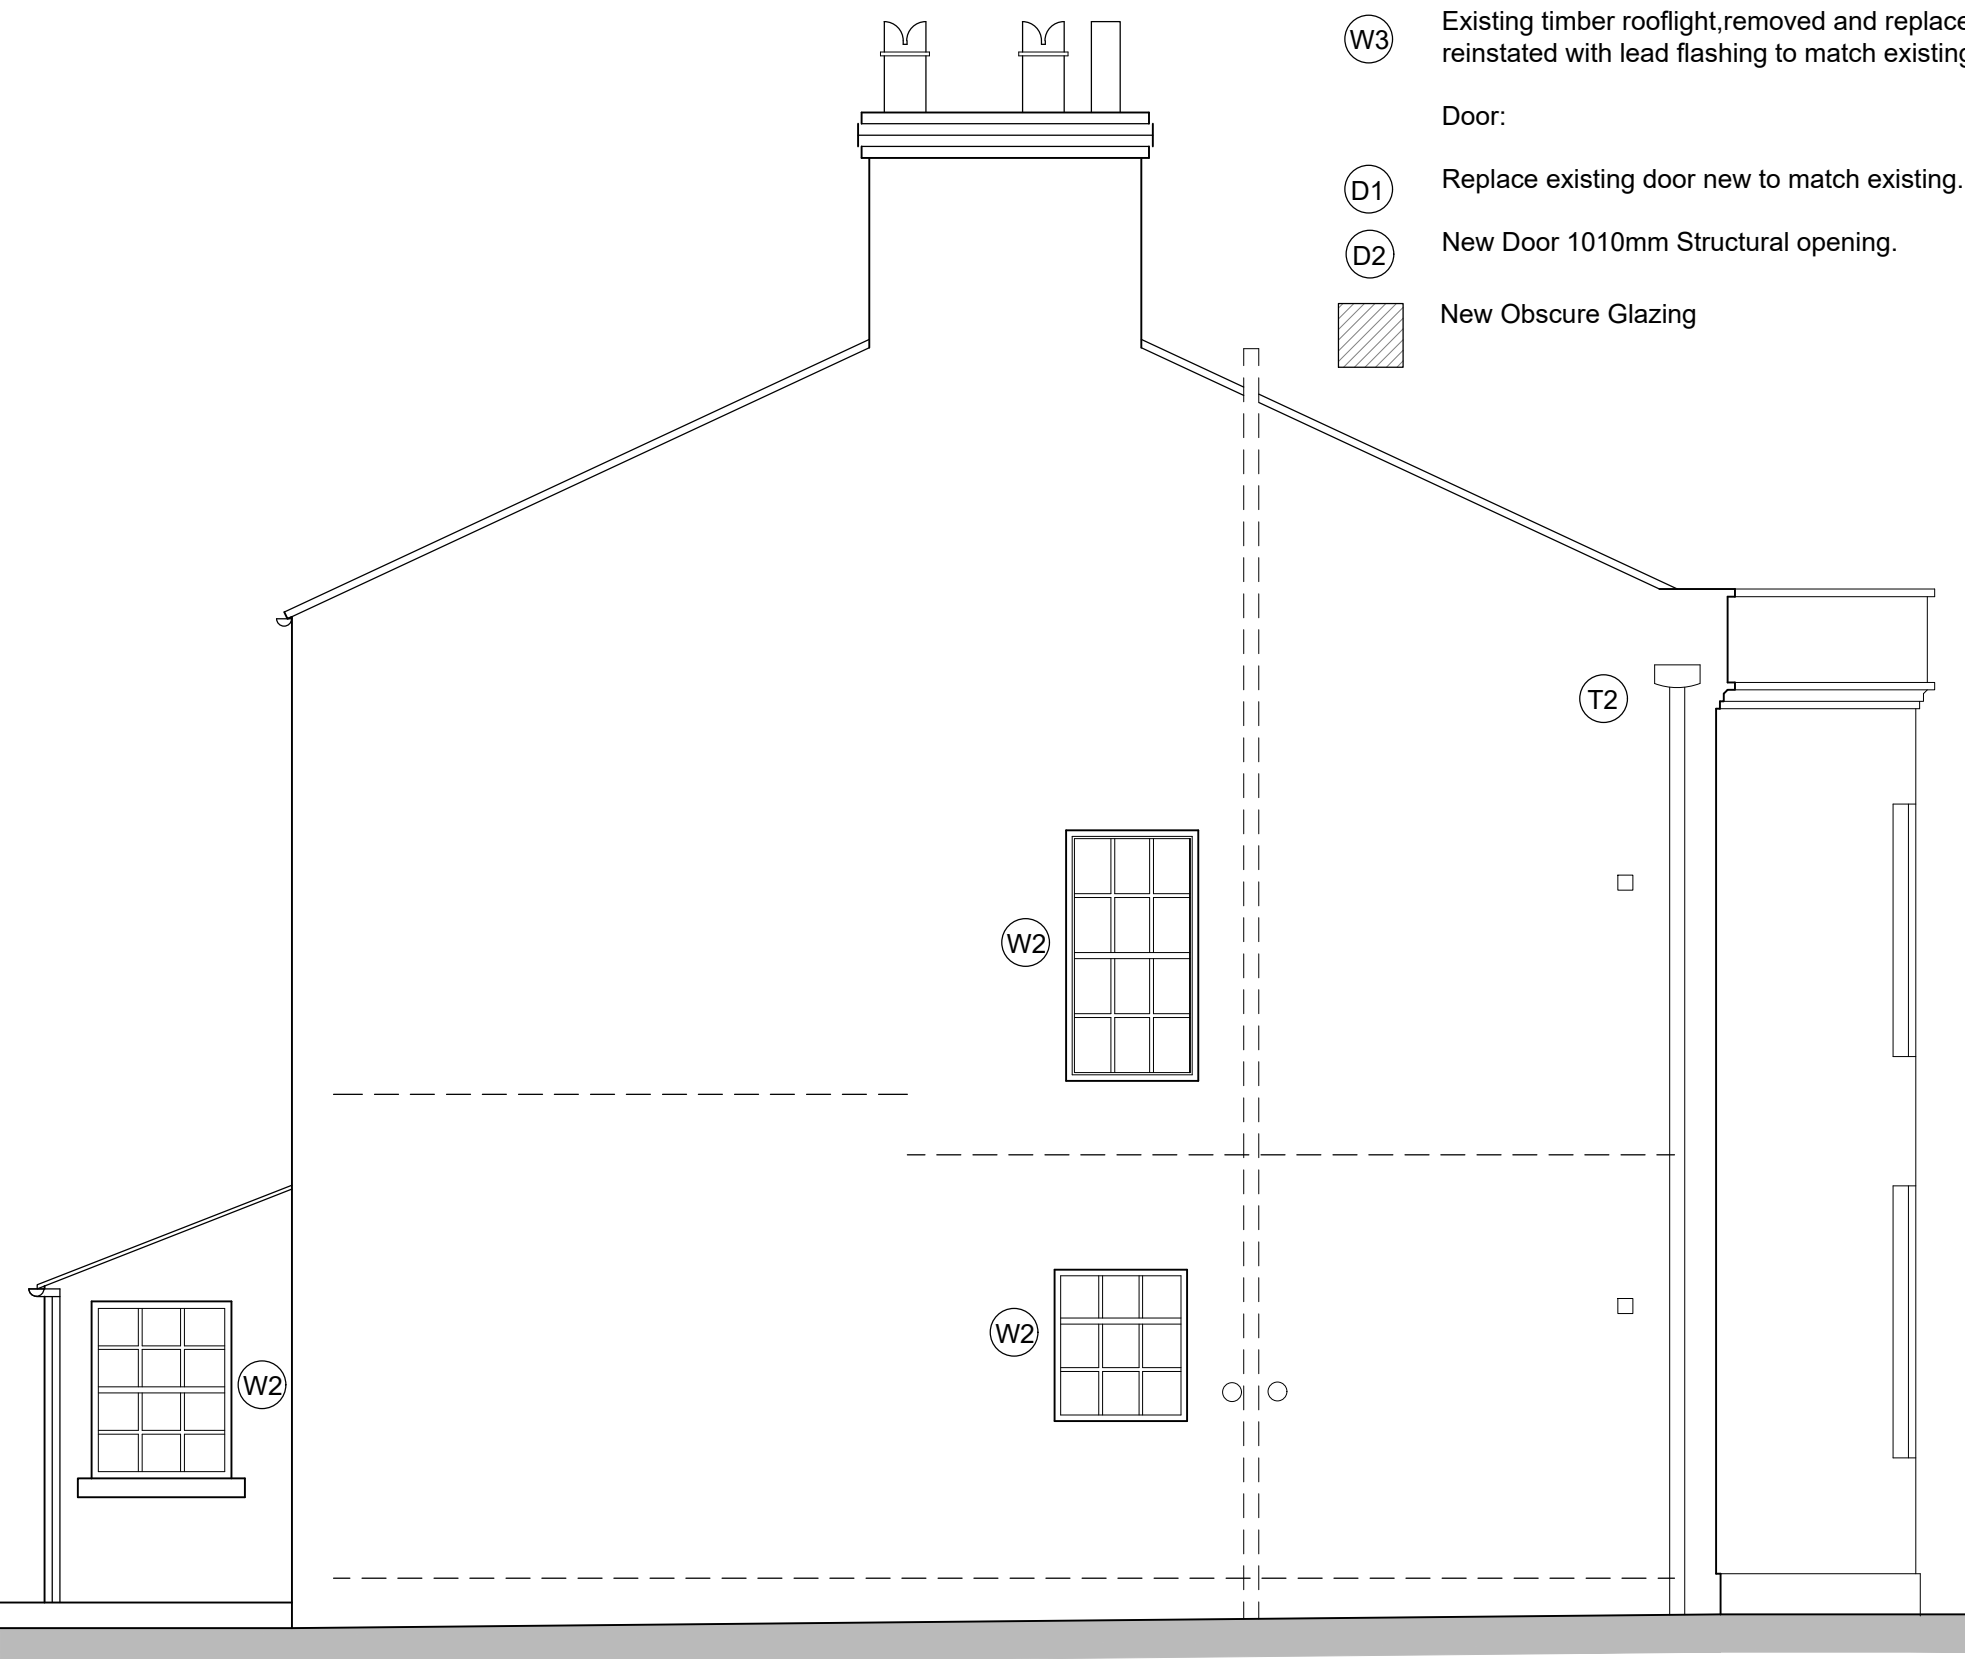 W3
Existing timber rooflight,removed and replace
reinstated with lead flashing to match existing
Door:
D1
Replace existing door new to match existing.
D2
New Door 1010mm Structural opening.
New Obscure Glazing
T2
W2
W2
W2